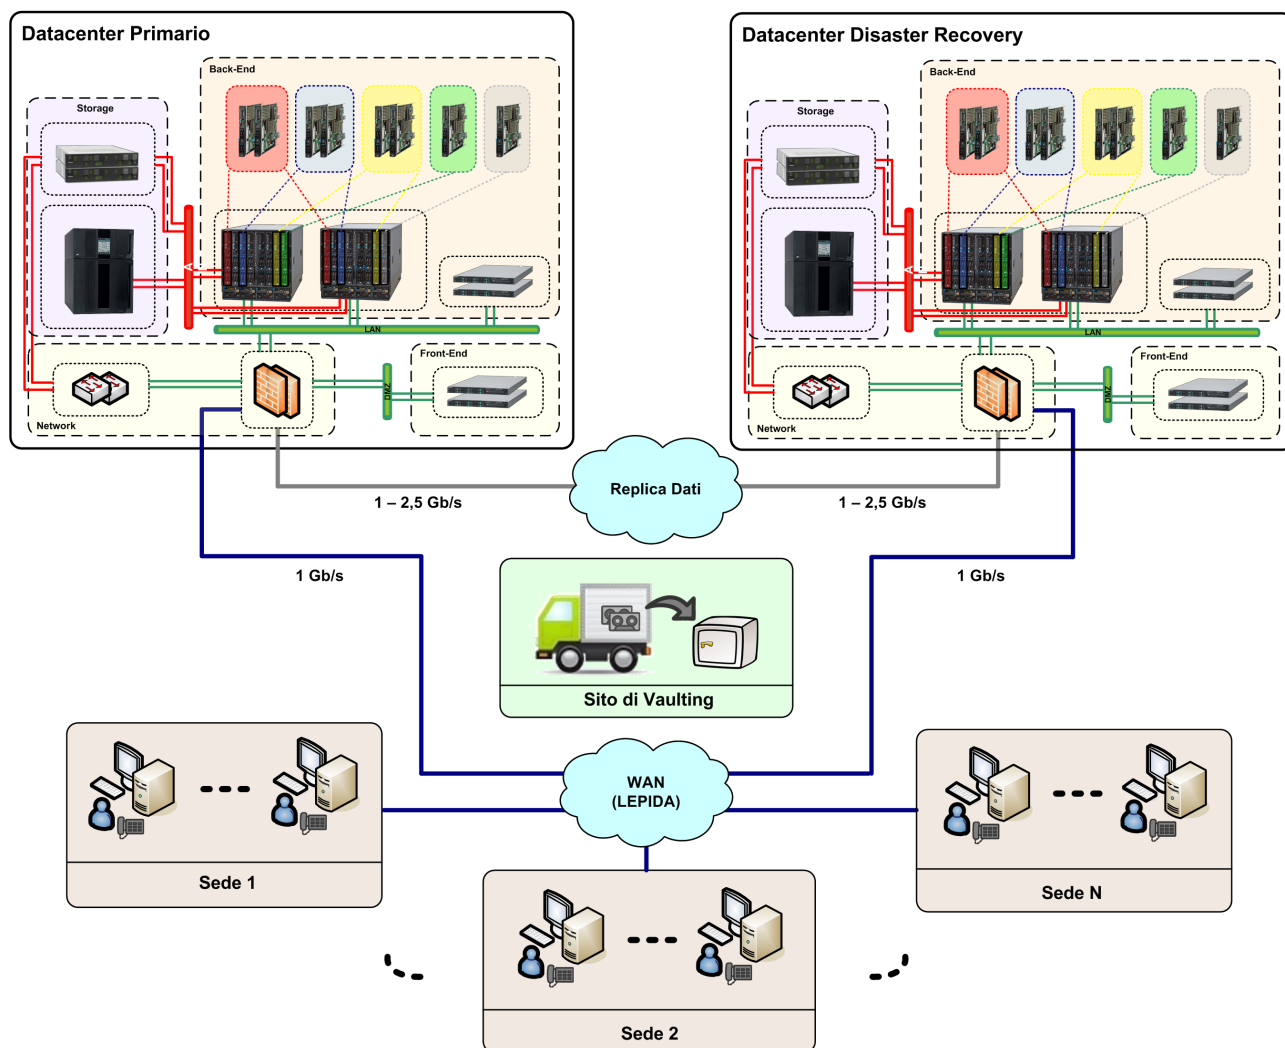 Datacenter Primario
Back-End
Storage
LAN
Front-End
DMZ
Network
Datacenter Disaster Recovery
Back-End
Storage
LAN
Front-End
DMZ
Network
Replica Dati
1 – 2,5 Gb/s
1 – 2,5 Gb/s
1 Gb/s
1 Gb/s
Sito di Vaulting
WAN
(LEPIDA)
Sede 1
Sede N
Sede 2